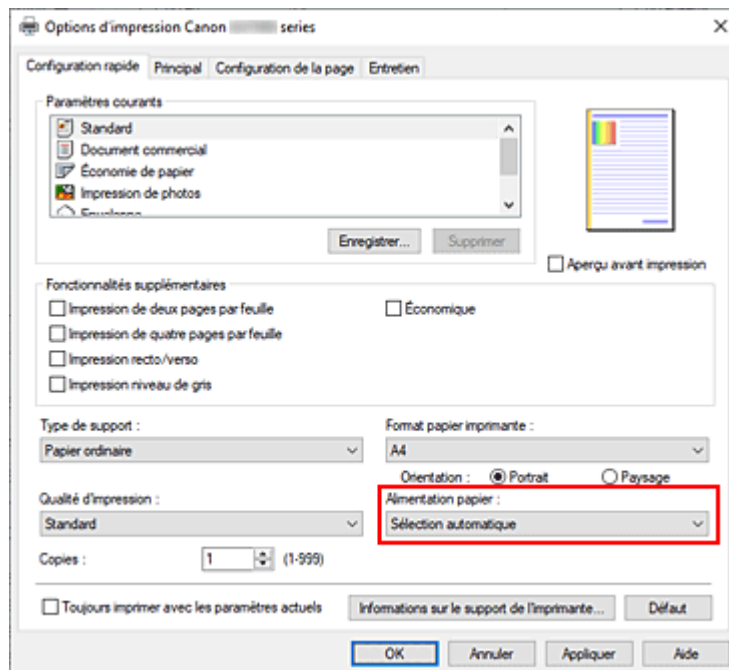 Options d'impression Canon series
Configuration rapide Principal Configuration de la page Entretien
Paramètres courants
Standard
Document commercial
Économie de papier
Impression de photos
Enregistrer... Supprimer
Aperçu avant impression
Fonctionnalités supplémentaires
Impression de deux pages par feuille Économique
Impression de quatre pages par feuille
Impression recto/verso
Impression niveau de gris
Type de support : Format papier imprimante :
Papier ordinaire A4
Orientation : Portrait Paysage
Qualité d'impression : Alimentation papier :
Standard Sélection automatique
Copies : 1 (1-999)
Toujours imprimer avec les paramètres actuels Informations sur le support de l'imprimante... Défaut
OK Annuler Appliquer Aide